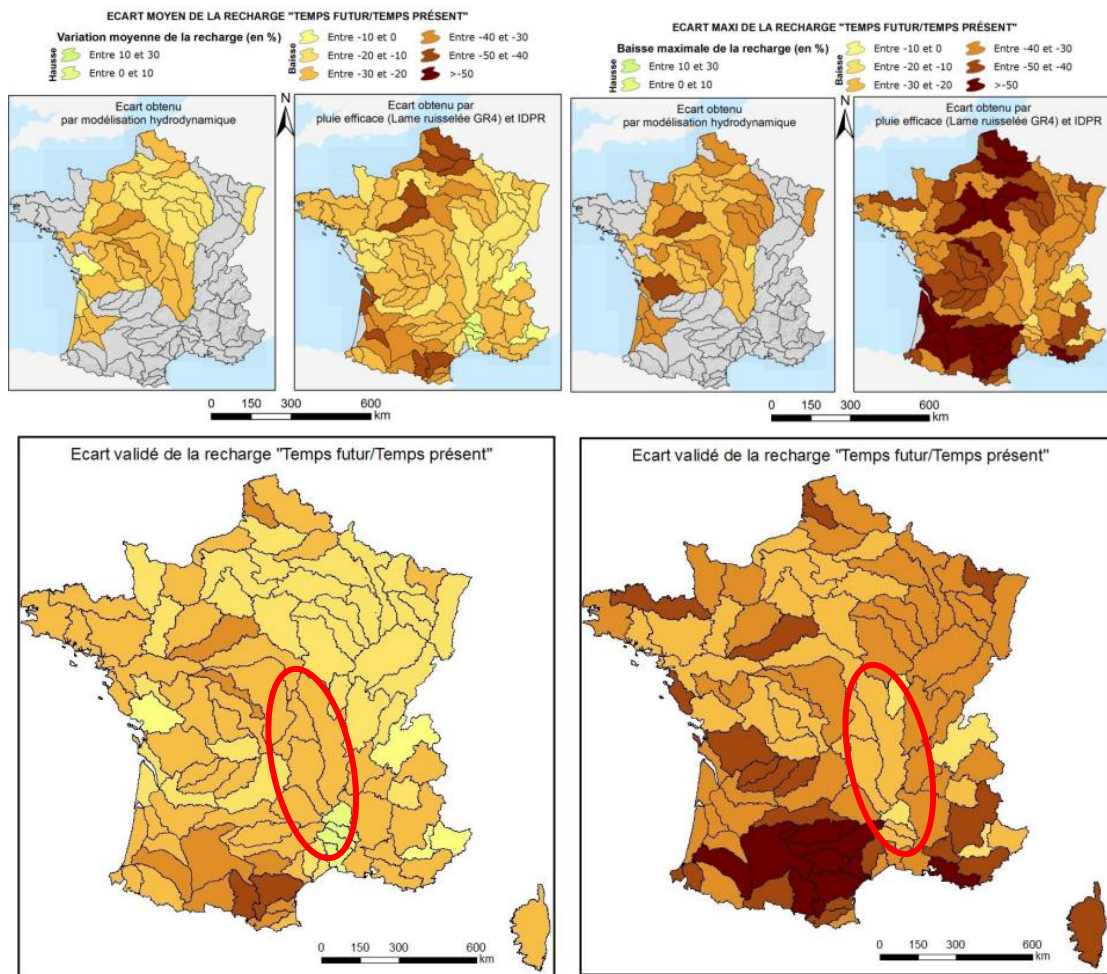 ECART MOYEN DE LA RECHARGE "TEMPS FUTUR/TEMPS PRÉSENT"
Variation moyenne de la recharge (en %)
Hausse
Entre 10 et 30
Entre 0 et 10
Baisse
Entre -10 et 0
Entre -20 et -10
Entre -30 et -20
Entre -40 et -30
Entre -50 et -40
>-50
Ecart obtenu
par modélisation hydrodynamique
N
Ecart obtenu par
pluie efficace (Lame ruisselée GR4) et IDPR
0 150 300 600
km
ECART MAXI DE LA RECHARGE "TEMPS FUTUR/TEMPS PRÉSENT"
Baisse maximale de la recharge (en %)
Hausse
Entre 10 et 30
Entre 0 et 10
Baisse
Entre -10 et 0
Entre -20 et -10
Entre -30 et -20
Entre -40 et -30
Entre -50 et -40
>-50
Ecart obtenu
par modélisation hydrodynamique
N
Ecart obtenu par
pluie efficace (Lame ruisselée GR4) et IDPR
0 150 300 600
km
Ecart validé de la recharge "Temps futur/Temps présent"
0 150 300 600
km
Ecart validé de la recharge "Temps futur/Temps présent"
0 150 300 600
km